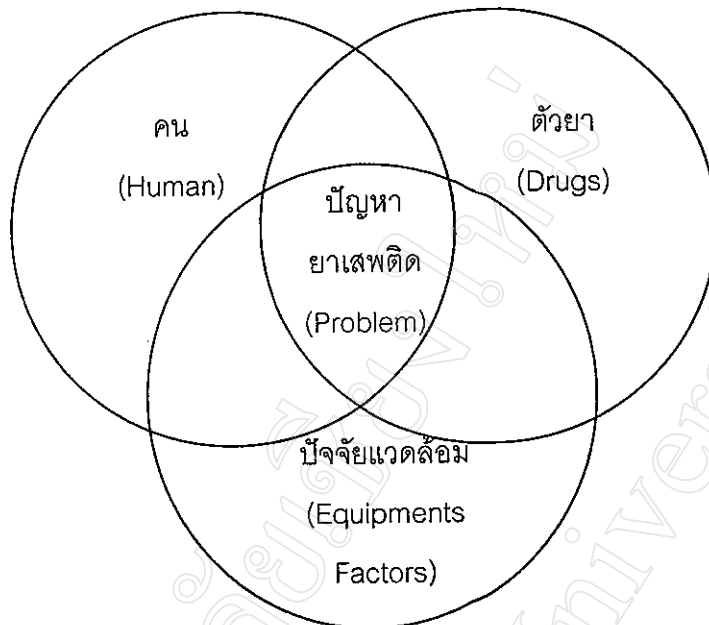 คน
(Human)
ตัวยา
(Drugs)
ปัญหา
ยาเสพติด
(Problem)
ปัจจัยแวดล้อม
(Equipments
Factors)